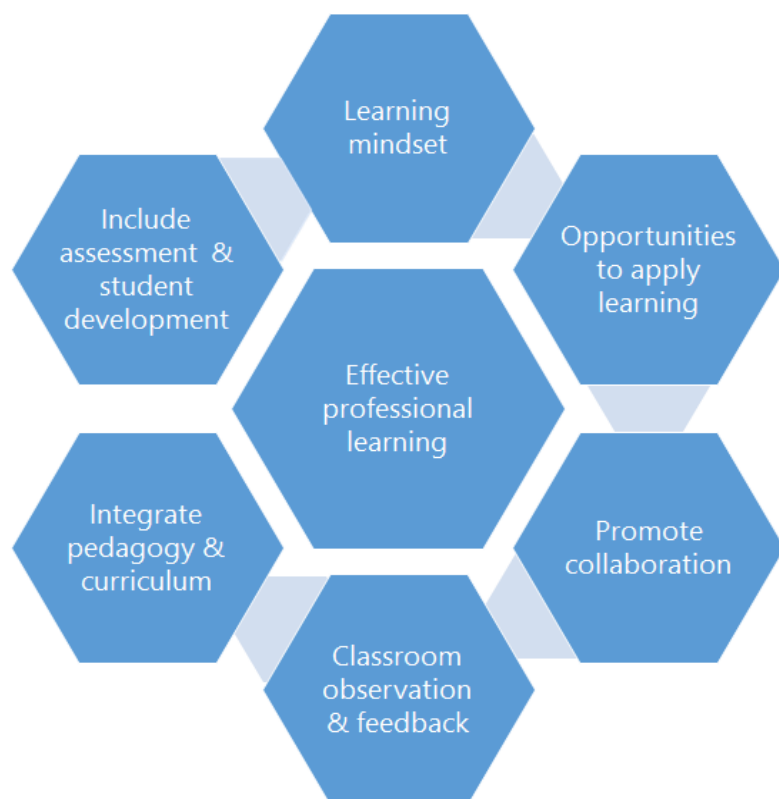 Learning
mindset
Opportunities
to apply
learning
Promote
collaboration
Classroom
observation
& feedback
Integrate
pedagogy &
curriculum
Include
assessment &
student
development
Effective
professional
learning